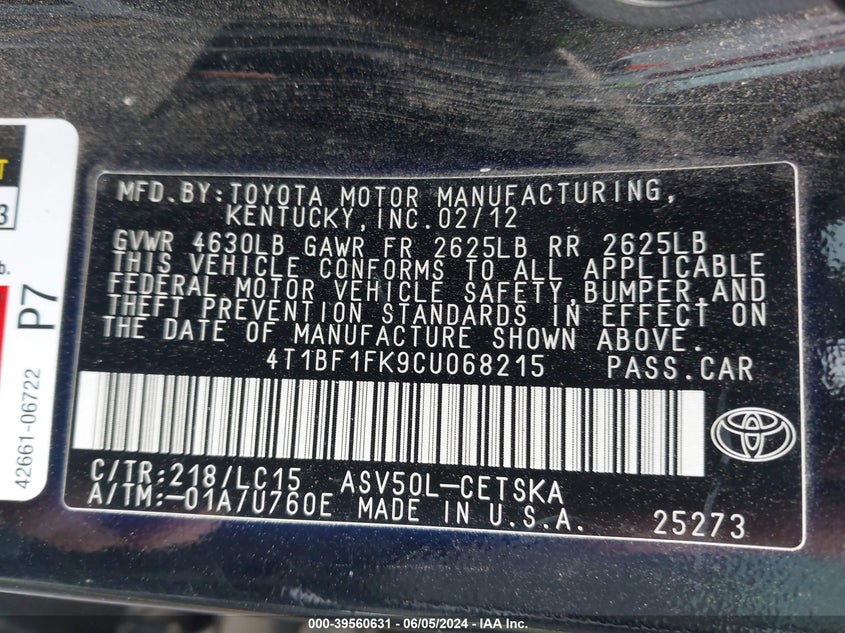 T
3
b.
P7
42661-06722
MFD.BY:TOYOTA MOTOR MANUFACTURING,
KENTUCKY,INC.02/12
GVWR 4630LB GAWR FR 2625LB RR 2625LB
THIS VEHICLE CONFORMS TO ALL APPLICABLE
FEDERAL MOTOR VEHICLE SAFETY,BUMPER,AND
THEFT PREVENTION STANDARDS IN EFFECT ON
THE DATE OF MANUFACTURE SHOWN ABOVE.
4T1BF1FK9CU068215 PASS.CAR
C/TR:218/LC15 ASV50L-CETSKA
A/TM:-01A/U760E MADE IN U.S.A. 25273
000-39560631 - 06/05/2024 - IAA Inc.